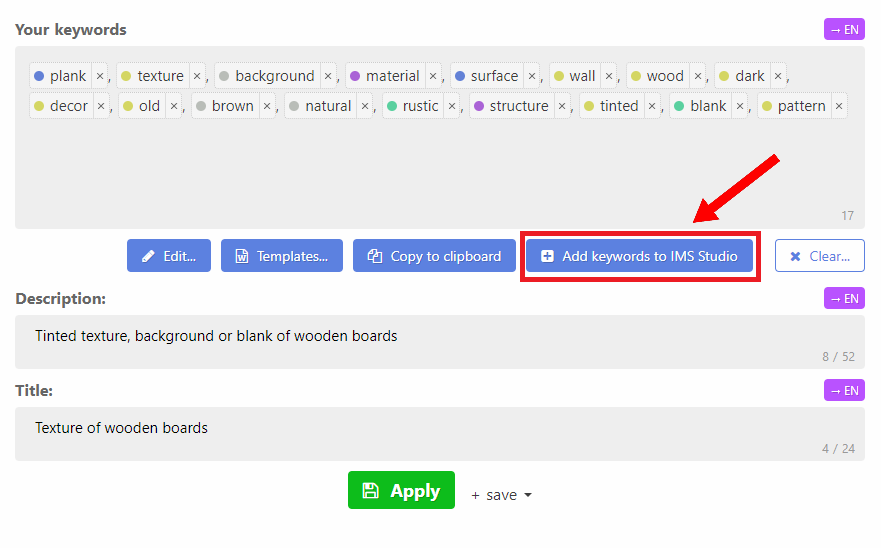 Your keywords → EN
plank ×, texture ×, background ×, material ×, surface ×, wall ×, wood ×, dark ×,
decor ×, old ×, brown ×, natural ×, rustic ×, structure ×, tinted ×, blank ×, pattern ×
17
Edit... Templates... Copy to clipboard Add keywords to IMS Studio Clear...
Description: → EN
Tinted texture, background or blank of wooden boards
8 / 52
Title: → EN
Texture of wooden boards
4 / 24
Apply + save